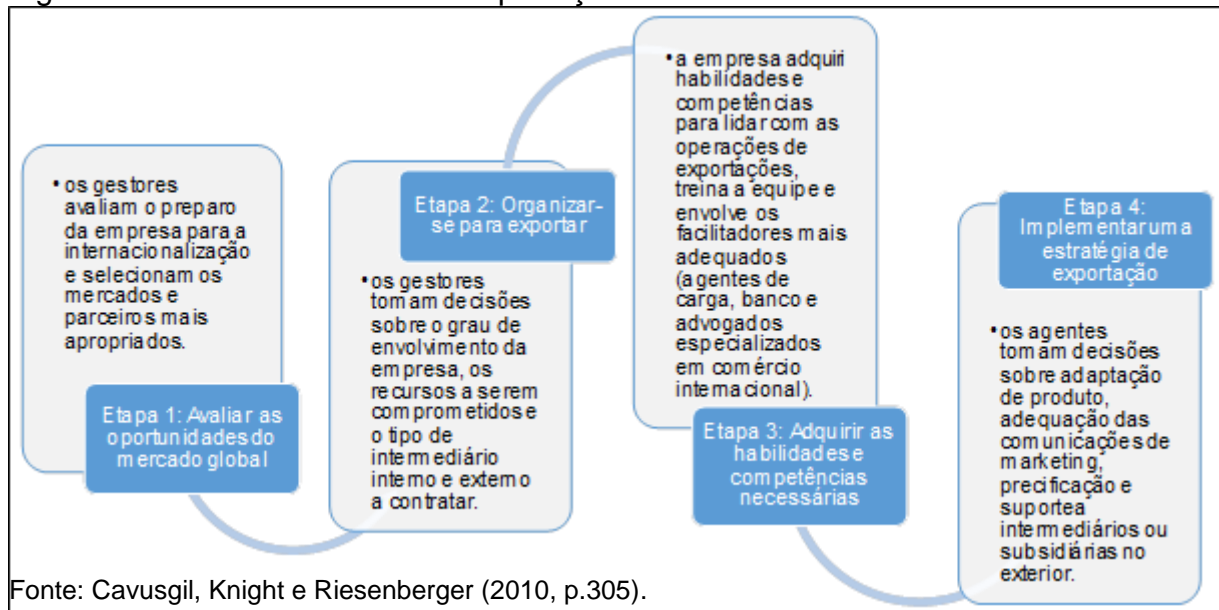 • os gestores
avaliam o preparo
da empresa para a
internacionalização
e selecionam os
mercados e
parceiros mais
apropriados.
Etapa 1: Avaliar as
oportunidades do
mercado global
Etapa 2: Organizar-
se para exportar
• os gestores
tomam decisões
sobre o grau de
envolvimento da
empresa, os
recursos a serem
comprometidos e
o tipo de
intermediário
interno e externo
a contratar.
• a empresa adquiri
habilidades e
competências
para lidar com as
operações de
exportações,
treina a equipe e
envolve os
facilitadores mais
adequados
(agentes de
carga, banco e
advogados
especializados
em comércio
internacional).
Etapa 3: Adquirir as
habilidades e
competências
necessárias
Etapa 4:
Implementar uma
estratégia de
exportação
• os agentes
tomam decisões
sobre adaptação
de produto,
adequação das
comunicações de
marketing,
precificação e
suporte a
intermediários ou
subsidiárias no
exterior.
Fonte: Cavusgil, Knight e Riesenberger (2010, p.305).